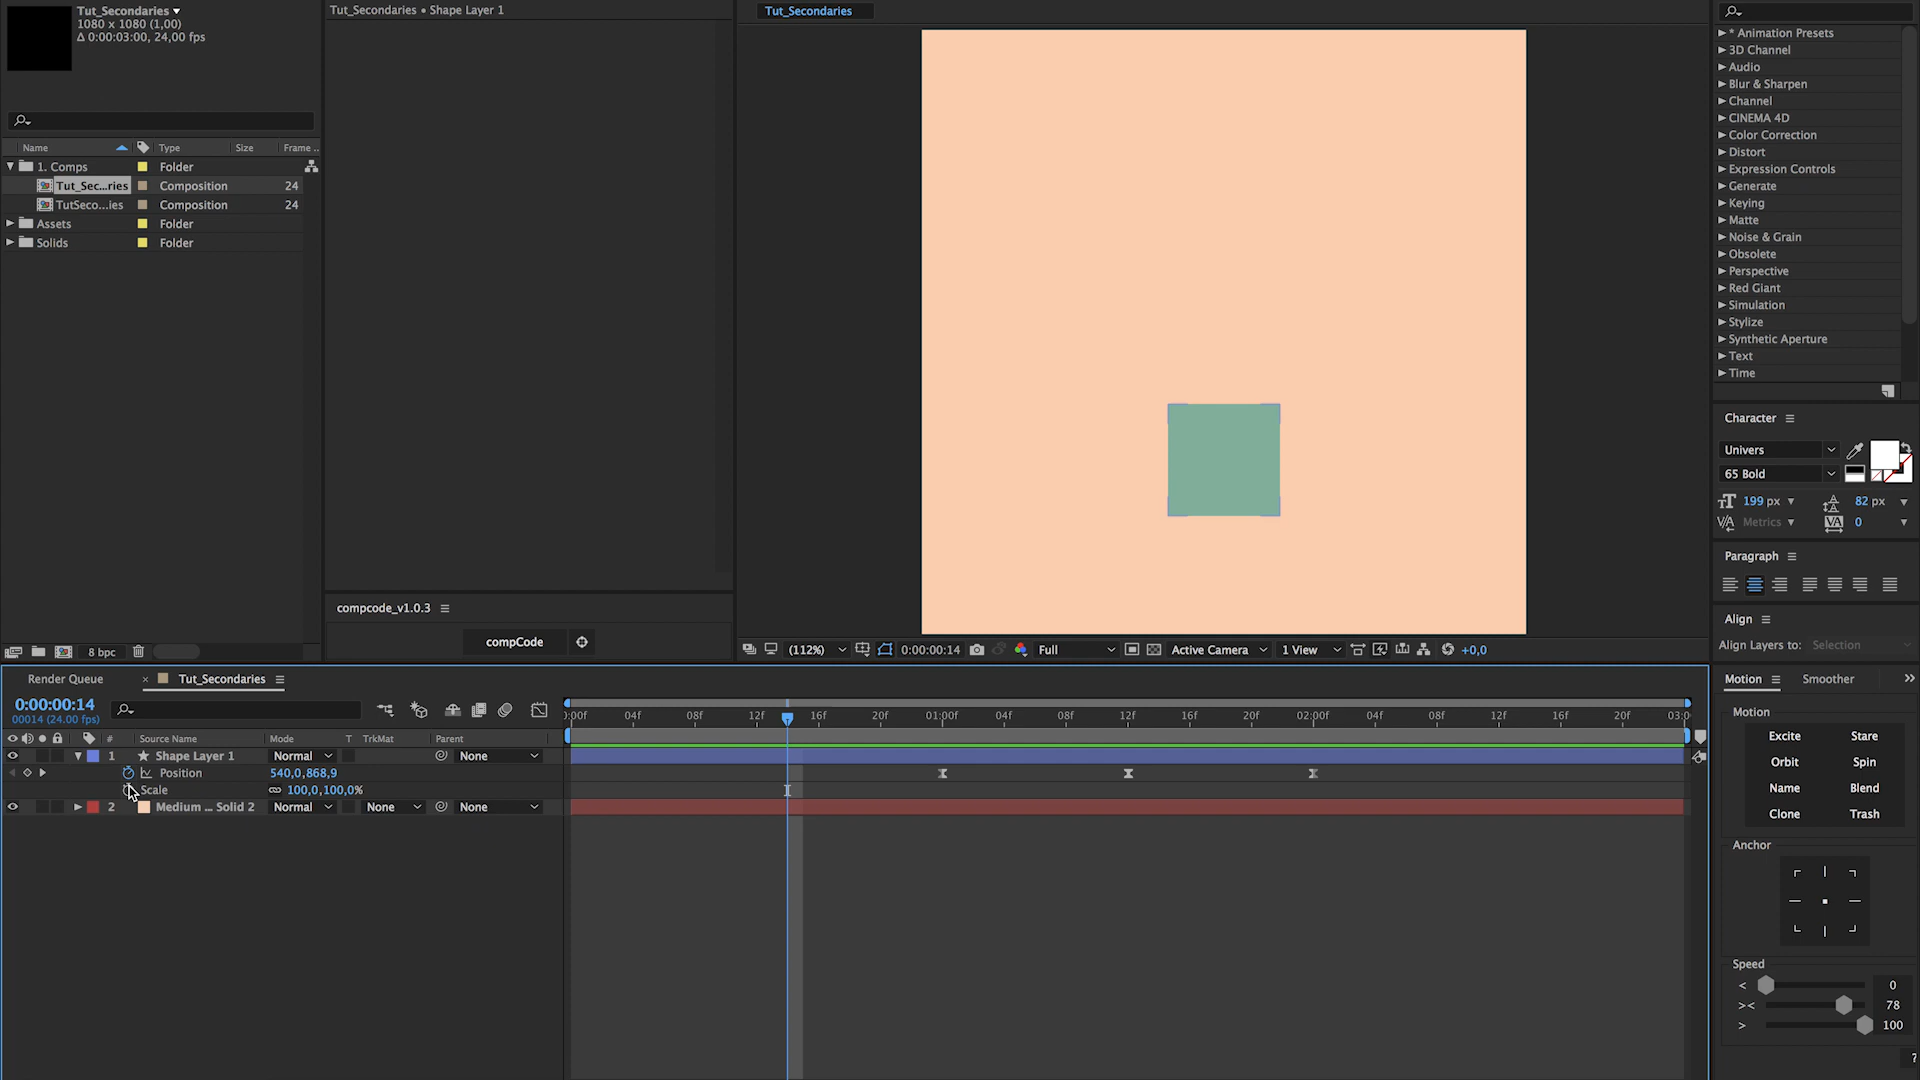 Tut_Secondaries
1080 x 1080 (1,00)
Δ 0:00:03:00, 24,00 fps
Name Type Size Frame ..
1. Comps Folder
Tut_Sec...ries Composition 24
TutSeco...ies Composition 24
Assets Folder
Solids Folder
8 bpc
Tut_Secondaries • Shape Layer 1
compcode_v1.0.3
compCode
Tut_Secondaries
(112%) 0:00:00:14 Full Active Camera 1 View +0,0
* Animation Presets
3D Channel
Audio
Blur & Sharpen
Channel
CINEMA 4D
Color Correction
Distort
Expression Controls
Generate
Keying
Matte
Noise & Grain
Obsolete
Perspective
Red Giant
Simulation
Stylize
Synthetic Aperture
Text
Time
Character
Univers
65 Bold
199 px 82 px
Metrics 0
Paragraph
Align
Align Layers to: Selection
Render Queue Tut_Secondaries
0:00:00:14
00014 (24.00 fps)
# Source Name Mode T TrkMat Parent
1 Shape Layer 1 Normal None
Position 540,0,868,9
Scale 100,0,100,0%
2 Medium ... Solid 2 Normal None None
:00f 04f 08f 12f 16f 20f 01:00f 04f 08f 12f 16f 20f 02:00f 04f 08f 12f 16f 20f 03:0
Motion Smoother
Motion
Excite Stare
Orbit Spin
Name Blend
Clone Trash
Anchor
Speed
< 0
>< 78
> 100
?